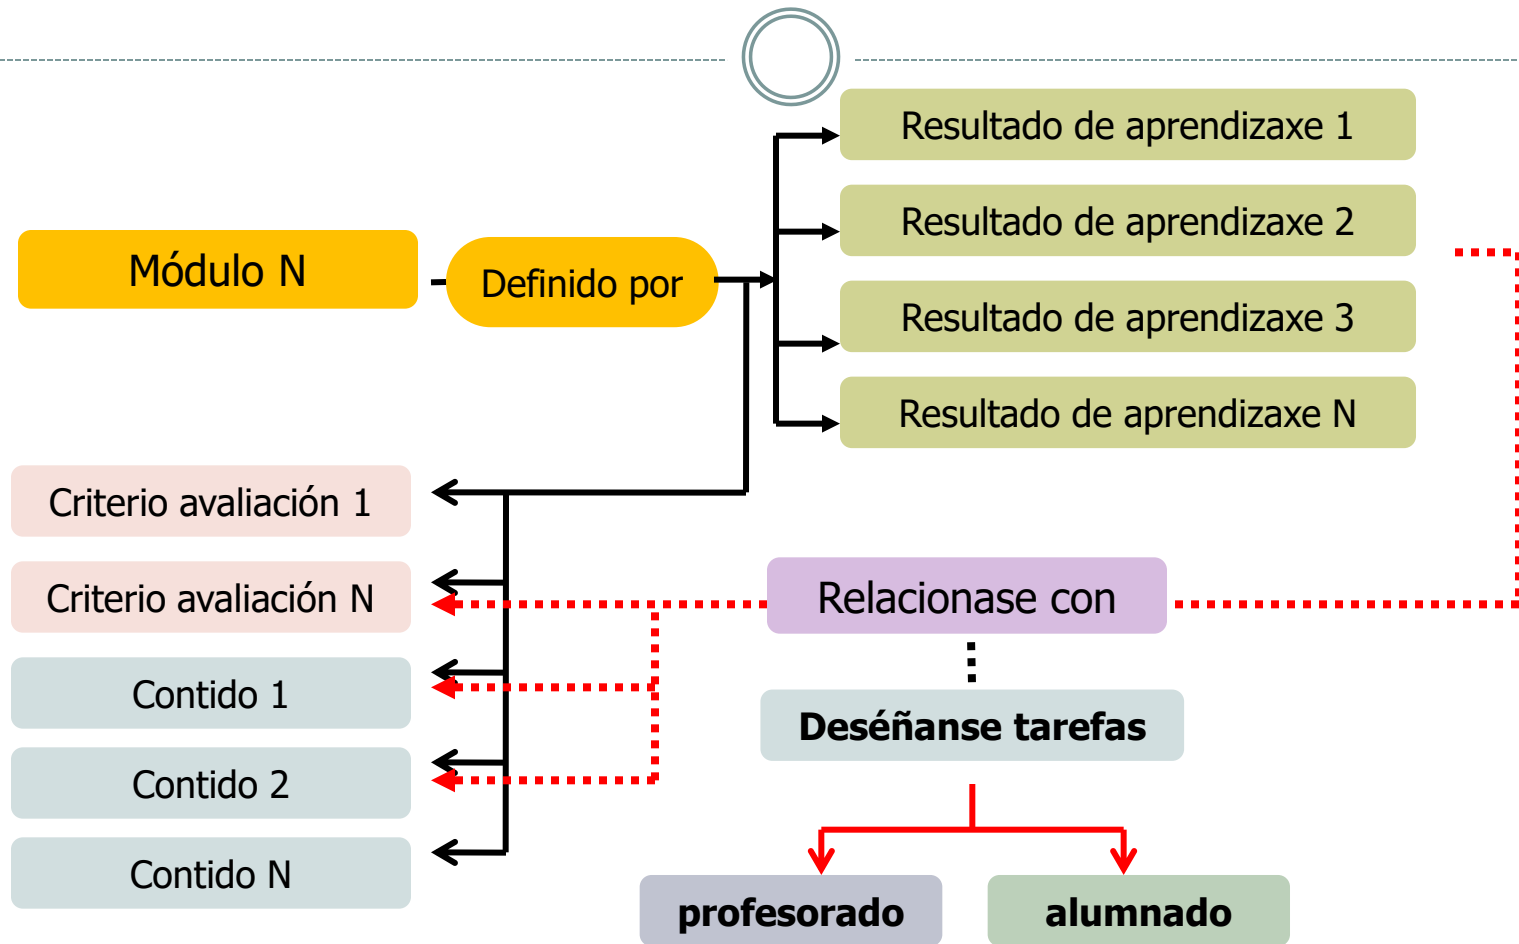 Resultado de aprendizaxe 1
Resultado de aprendizaxe 2
Módulo N
Definido por
Resultado de aprendizaxe 3
Resultado de aprendizaxe N
Criterio avaliación 1
Criterio avaliación N
Relacionase con
Contido 1
Deséñanse tarefas
Contido 2
Contido N
profesorado
alumnado